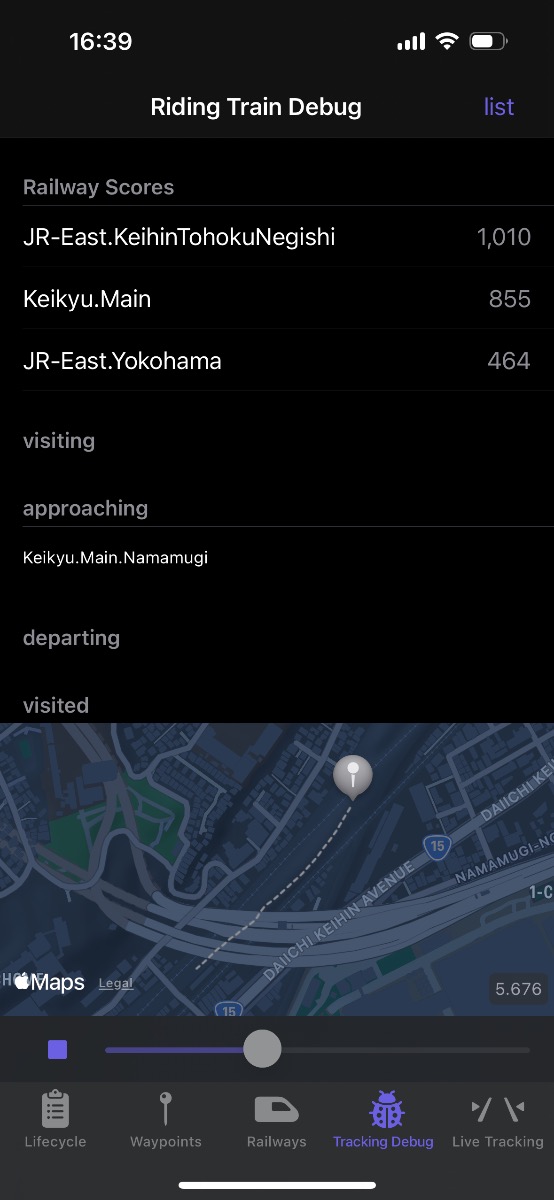 16:39
Riding Train Debug
list
Railway Scores
JR-East.KeihinTohokuNegishi 1,010
Keikyu.Main 855
JR-East.Yokohama 464
visiting
approaching
Keikyu.Main.Namamugi
departing
visited
DAIICHI KEI
15
NAMAMUGI-NO
1-C
DAIICHI KEIHIN AVENUE
Maps Legal
15
5.676
Lifecycle Waypoints Railways Tracking Debug Live Tracking